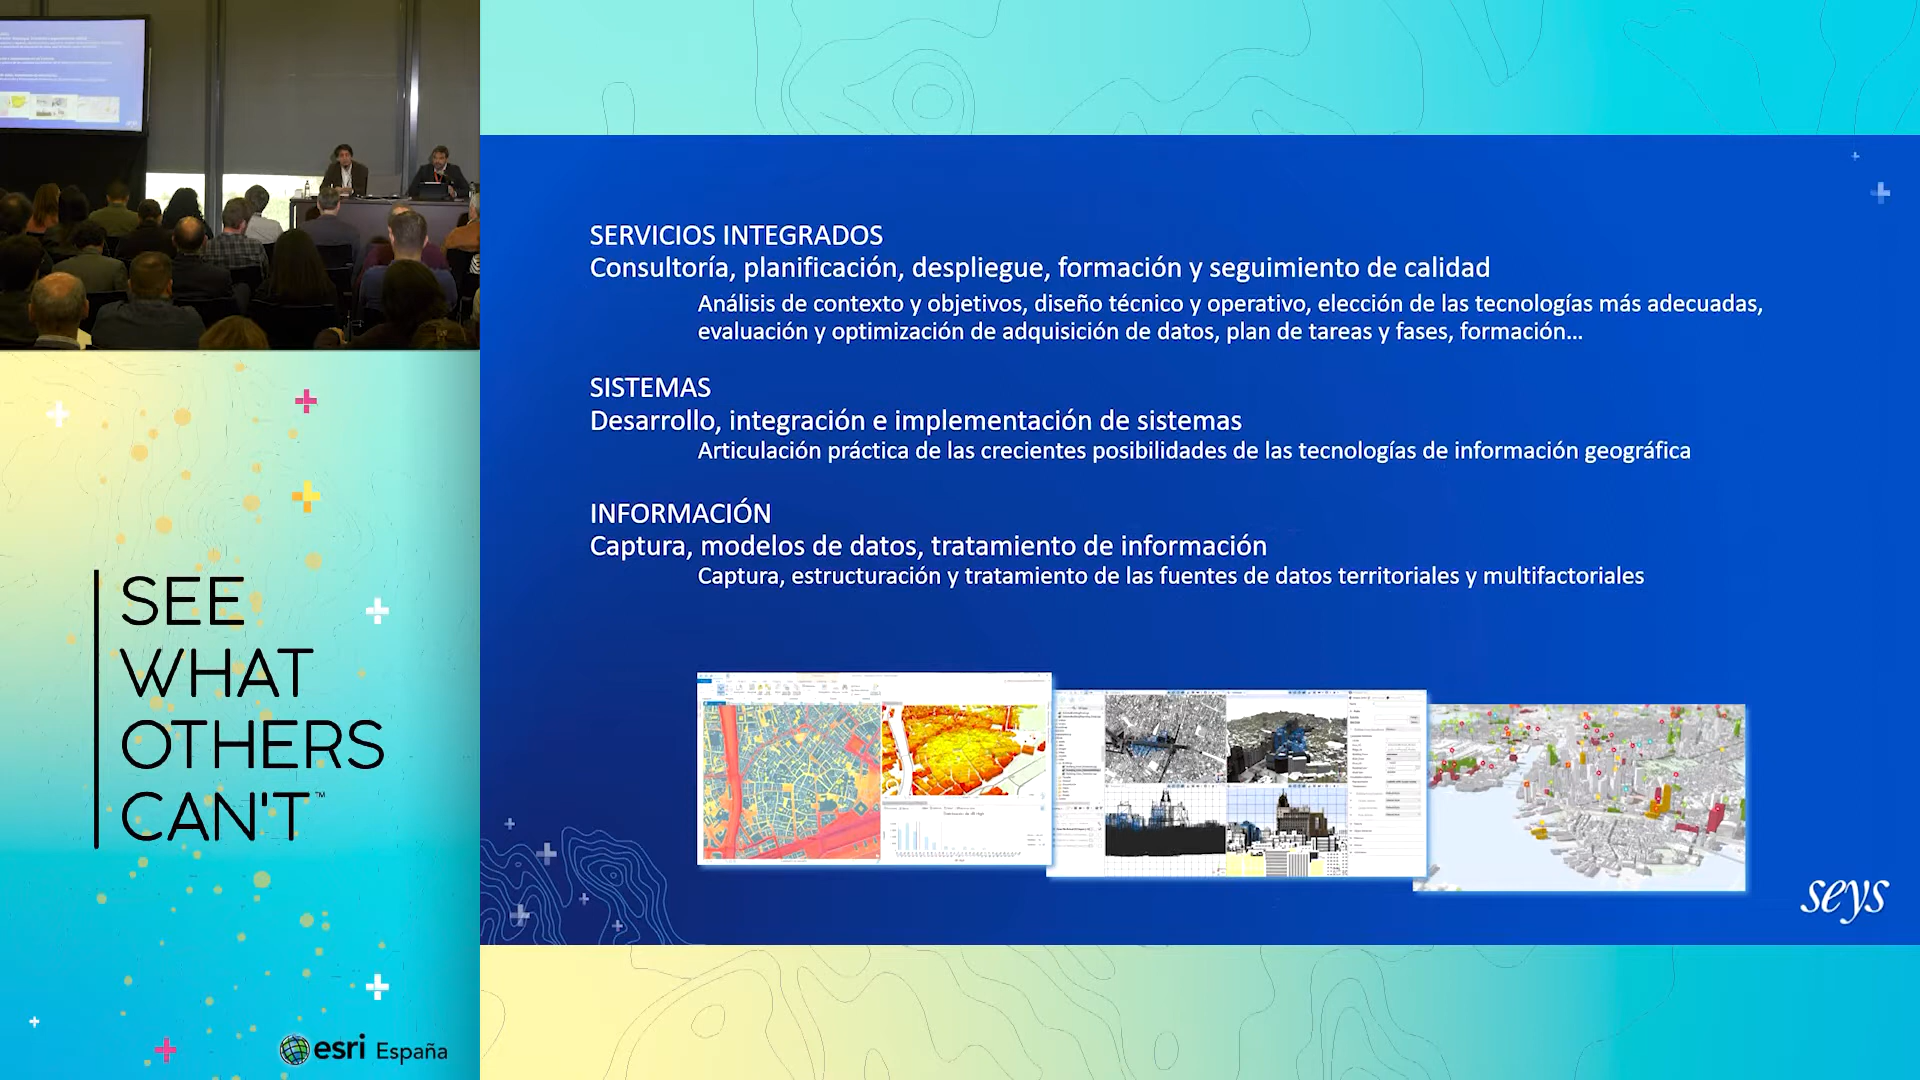 SERVICIOS INTEGRADOS
Consultoría, planificación, despliegue, formación y seguimiento de calidad
Análisis de contexto y objetivos, diseño técnico y operativo, elección de las tecnologías más adecuadas,
evaluación y optimización de adquisición de datos, plan de tareas y fases, formación...
SISTEMAS
Desarrollo, integración e implementación de sistemas
Articulación práctica de las crecientes posibilidades de las tecnologías de información geográfica
INFORMACIÓN
Captura, modelos de datos, tratamiento de información
Captura, estructuración y tratamiento de las fuentes de datos territoriales y multifactoriales
seys
SEE
WHAT
OTHERS
CAN'T™
esri España